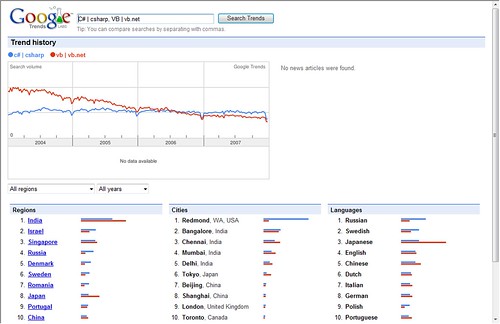 Google
Trends Labs
C# | csharp, VB | vb.net
Search Trends
Tip: You can compare searches by separating with commas.
Trend history
c# | csharp vb | vb.net
Search volume Google Trends
No news articles were found.
0
2004 2005 2006 2007
No data available
All regions All years
Regions
1. India
2. Israel
3. Singapore
4. Russia
5. Denmark
6. Sweden
7. Romania
8. Japan
9. Portugal
10. China
Cities
1. Redmond, WA, USA
2. Bangalore, India
3. Chennai, India
4. Mumbai, India
5. Delhi, India
6. Tokyo, Japan
7. Beijing, China
8. Shanghai, China
9. London, United Kingdom
10. Toronto, Canada
Languages
1. Russian
2. Swedish
3. Japanese
4. English
5. Chinese
6. Dutch
7. Italian
8. German
9. Polish
10. Portuguese